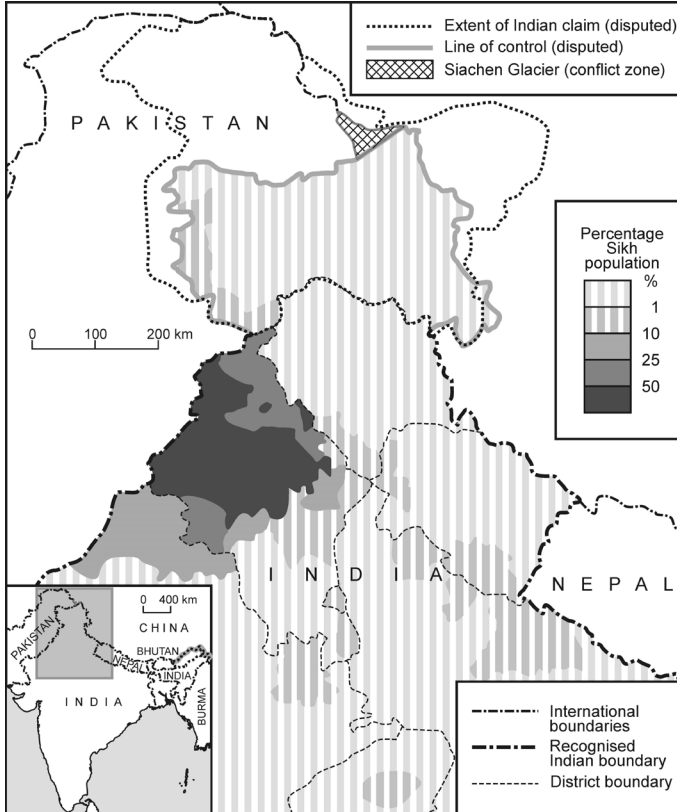 Extent of Indian claim (disputed)
Line of control (disputed)
Siachen Glacier (conflict zone)
PAKISTAN
Percentage
Sikh
population
%
1
10
25
50
0 100 200 km
INDIA
NEPAL
0 400 km
CHINA
PAKISTAN
NEPAL
BHUTAN
INDIA
INDIA
BURMA
International
boundaries
Recognised
Indian boundary
District boundary